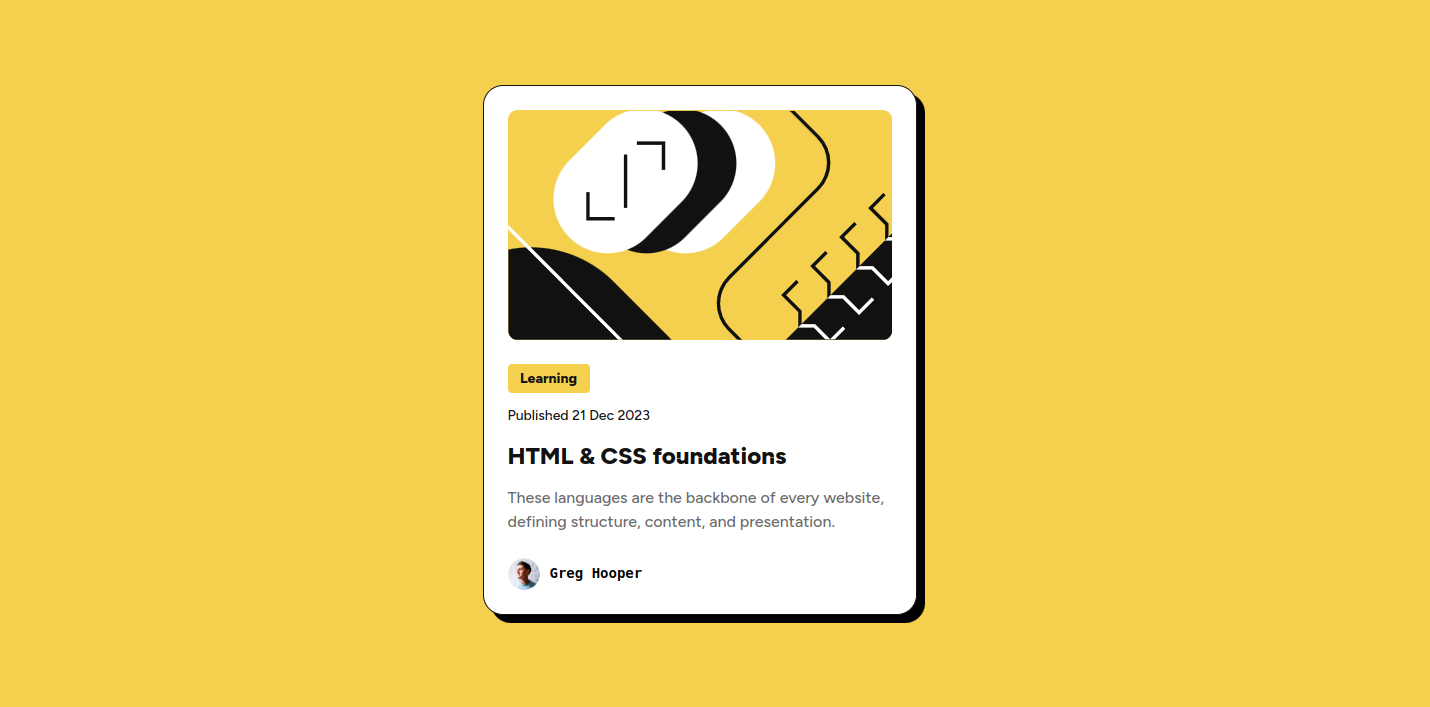 Learning
Published 21 Dec 2023
HTML & CSS foundations
These languages are the backbone of every website,
defining structure, content, and presentation.
Greg Hooper